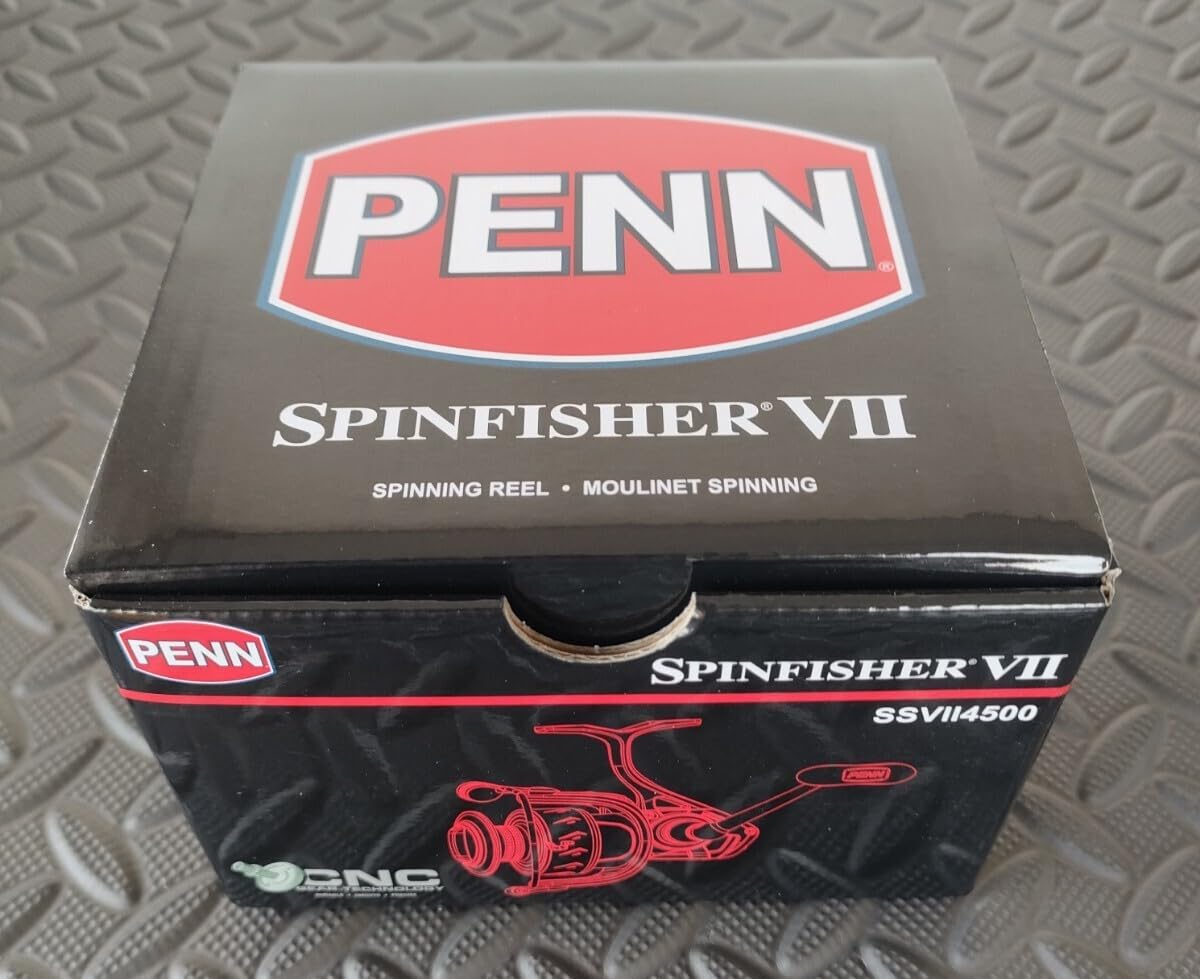 PENN®
SPINFISHER® VII
SPINNING REEL • MOULINET SPINNING
PENN
SPINFISHER® VII
SSVII4500
PENN
CNC
GEAR TECHNOLOGY